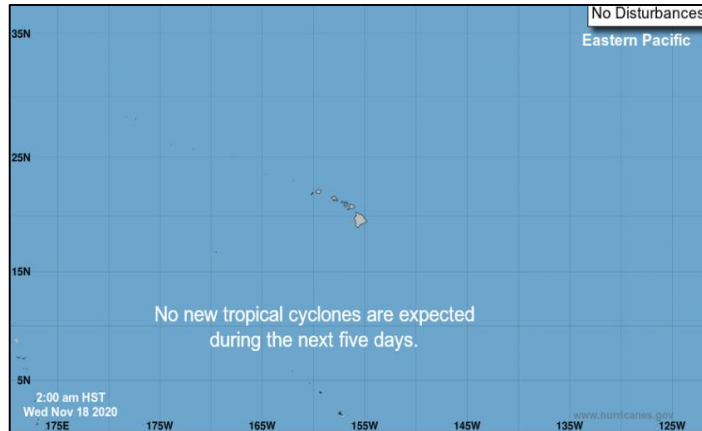 No Disturbances
35N
Eastern Pacific
25N
15N
No new tropical cyclones are expected
during the next five days.
5N
2:00 am HST
Wed Nov 18 2020
www.hurricanes.gov
175E
175W
165W
155W
145W
135W
125W